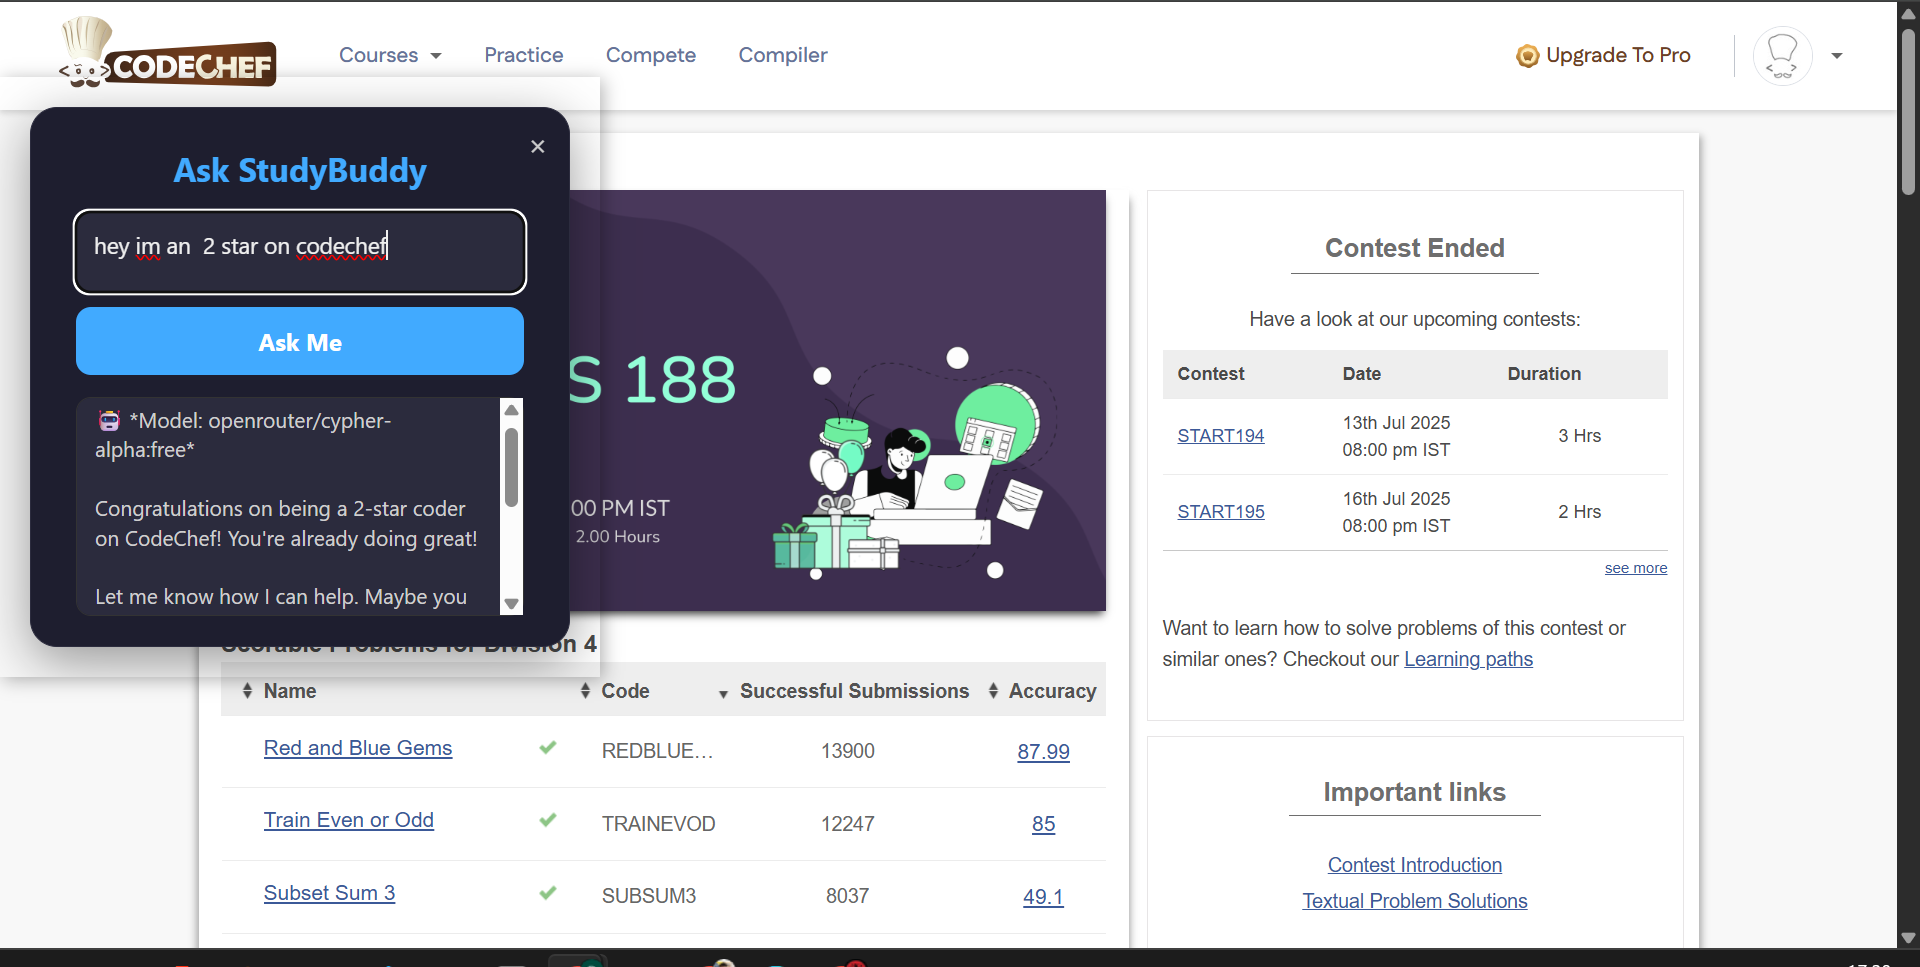 CODECHEF
Courses
Practice
Compete
Compiler
Upgrade To Pro
Ask StudyBuddy
×
hey im an  2 star on codechef
Ask Me
🤖 *Model: openrouter/cypher-
alpha:free*
Congratulations on being a 2-star coder
on CodeChef! You're already doing great!
Let me know how I can help. Maybe you
S 188
00 PM IST
2.00 Hours
Scorable Problems for Division 4
Name Code Successful Submissions Accuracy
Red and Blue Gems REDBLUE... 13900 87.99
Train Even or Odd TRAINEVOD 12247 85
Subset Sum 3 SUBSUM3 8037 49.1
Contest Ended
Have a look at our upcoming contests:
Contest Date Duration
START194 13th Jul 2025 08:00 pm IST 3 Hrs
START195 16th Jul 2025 08:00 pm IST 2 Hrs
see more
Want to learn how to solve problems of this contest or
similar ones? Checkout our Learning paths
Important links
Contest Introduction
Textual Problem Solutions